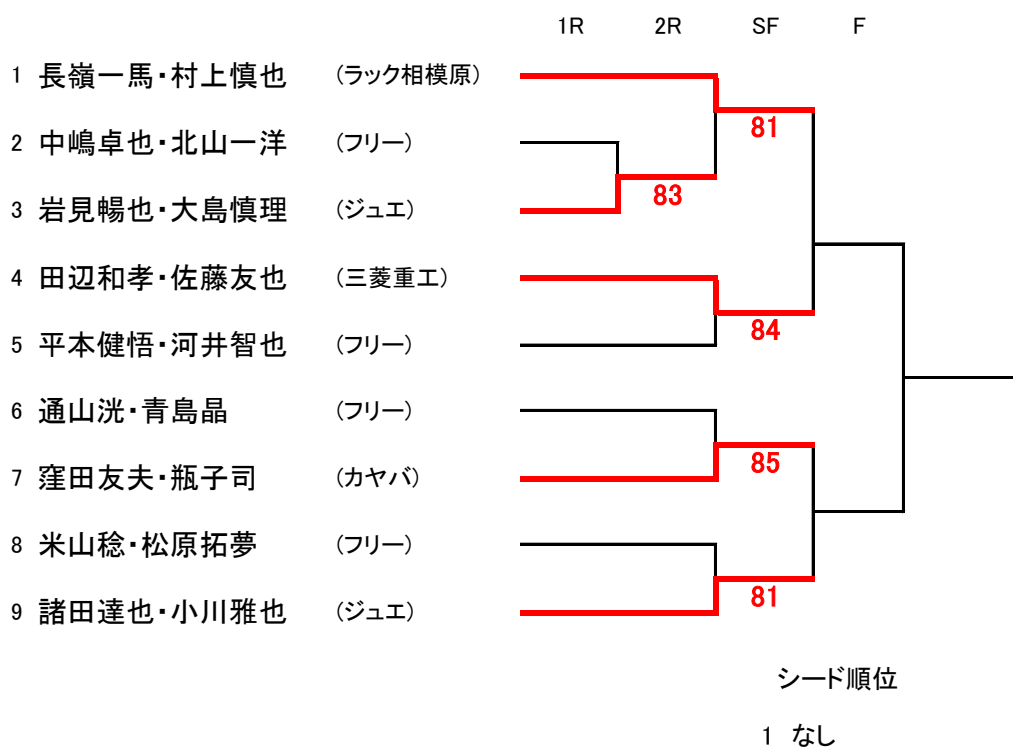 1R 2R SF F
1 長嶺一馬・村上慎也 (ラック相模原)
81
2 中嶋卓也・北山一洋 (フリー)
83
3 岩見暢也・大島慎理 (ジュエ)
4 田辺和孝・佐藤友也 (三菱重工)
84
5 平本健悟・河井智也 (フリー)
6 通山洸・青島晶 (フリー)
85
7 窪田友夫・瓶子司 (カヤバ)
8 米山稔・松原拓夢 (フリー)
81
9 諸田達也・小川雅也 (ジュエ)
シード順位
1 なし